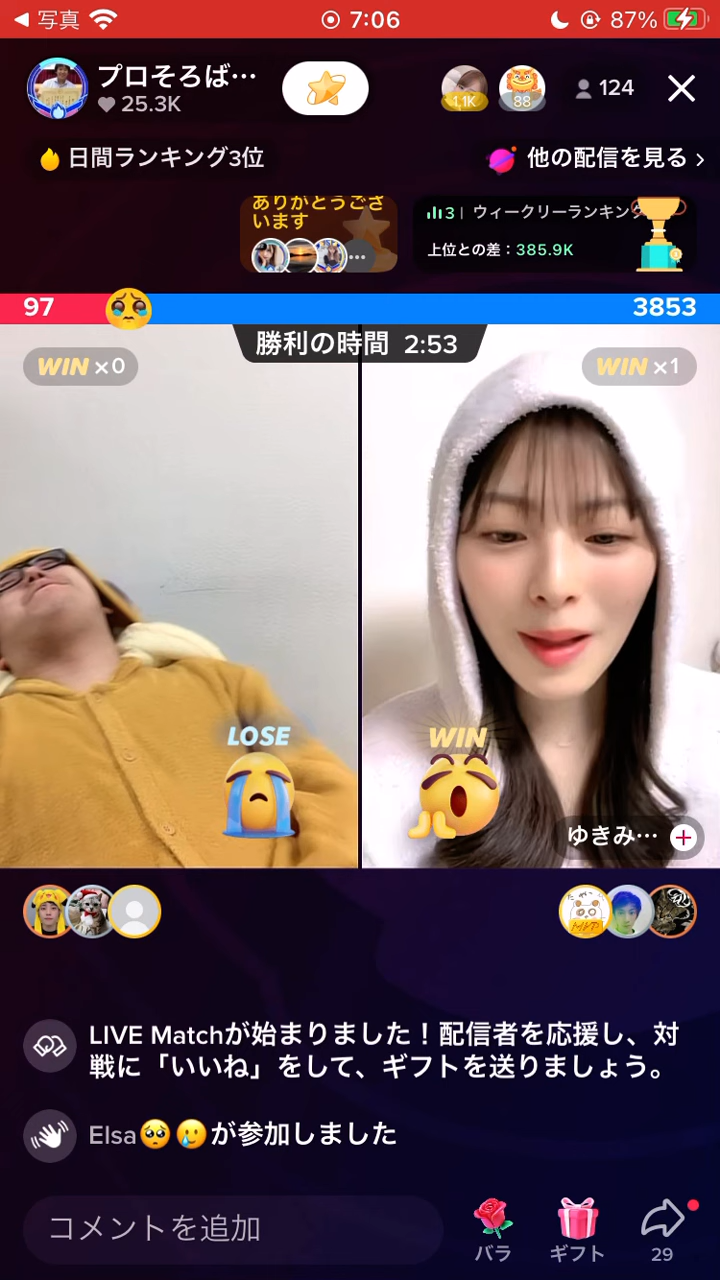 写真
7:06
87%
プロそろば…
25.3K
1.1K
88
124
日間ランキング3位
他の配信を見る
ありがとうござ
います
3 | ウィークリーランキン
上位との差：385.9K
97
3853
勝利の時間 2:53
WIN ×0
WIN ×1
LOSE
WIN
ゆきみ…
LIVE Matchが始まりました！配信者を応援し、対
戦に「いいね」をして、ギフトを送りましょう。
Elsa🥺🥲が参加しました
コメントを追加
バラ
ギフト
29